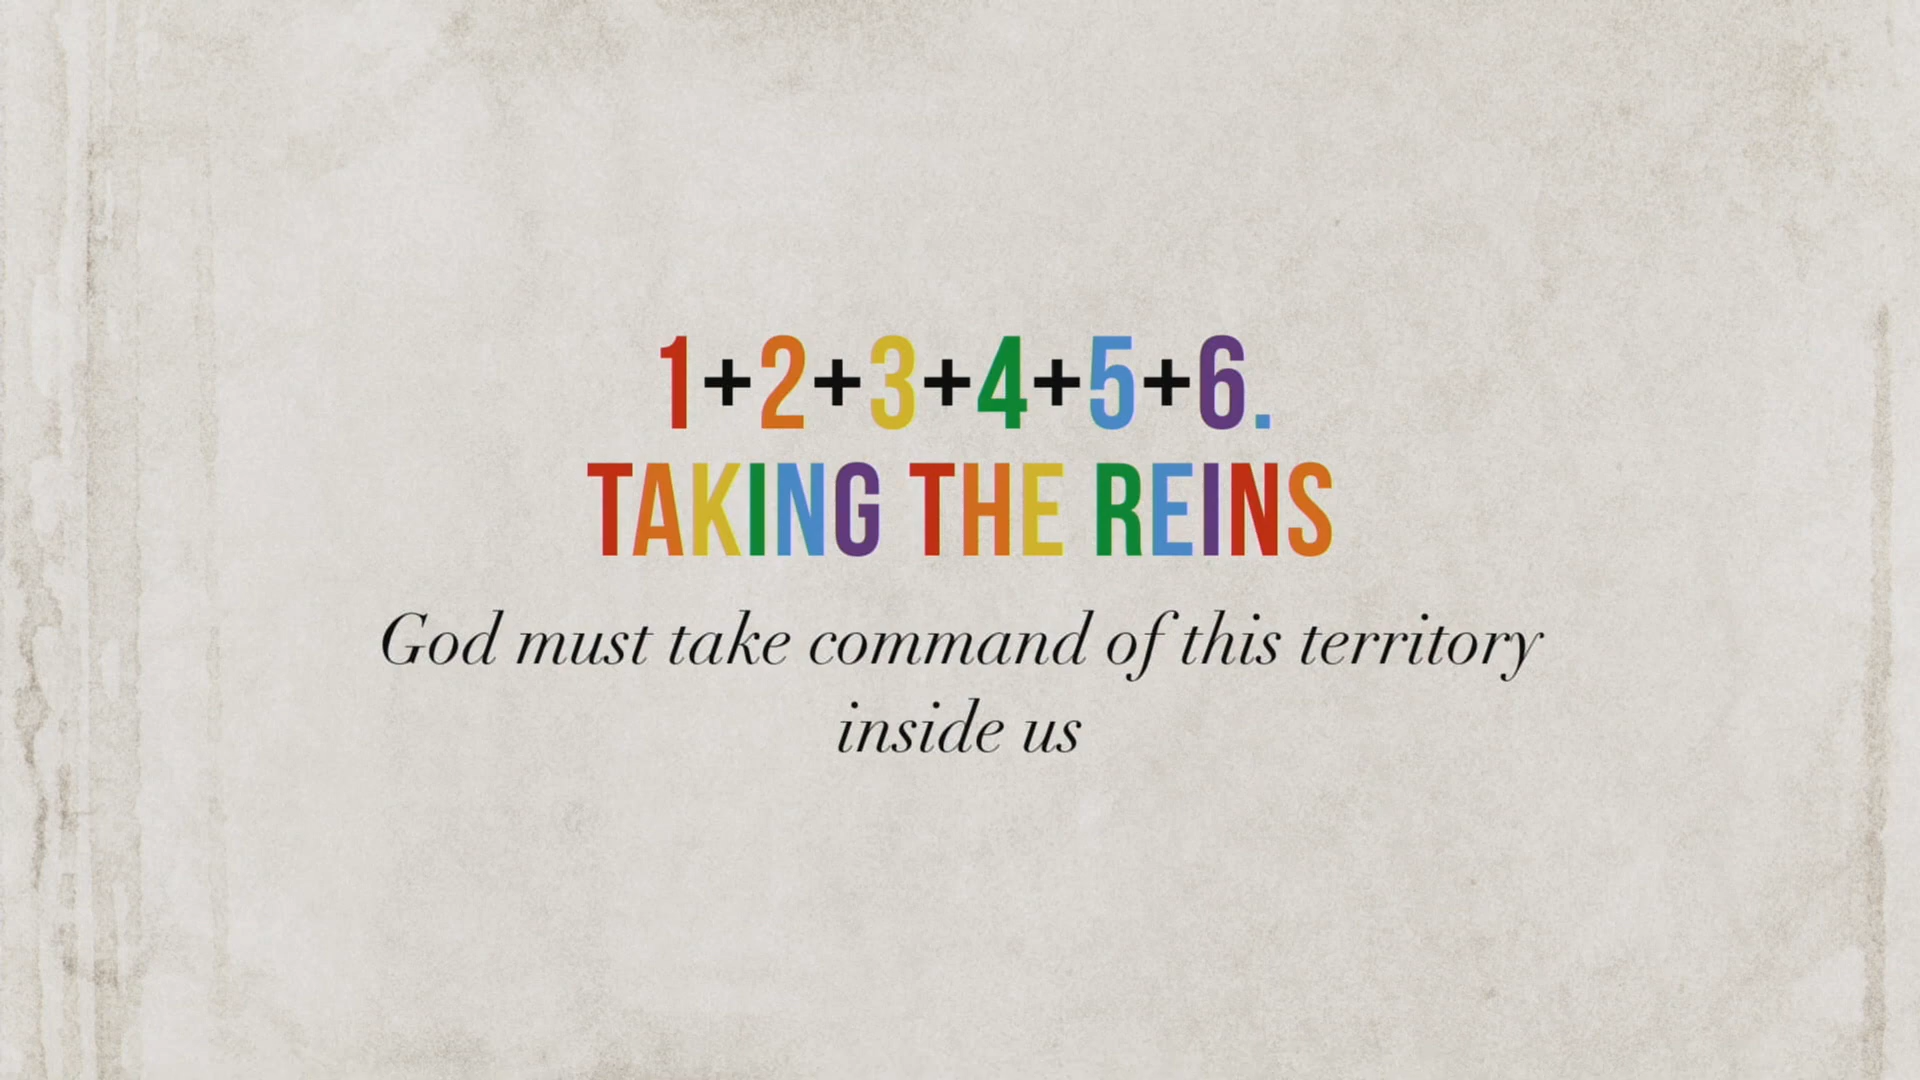 1+2+3+4+5+6.
TAKING THE REINS
God must take command of this territory
inside us